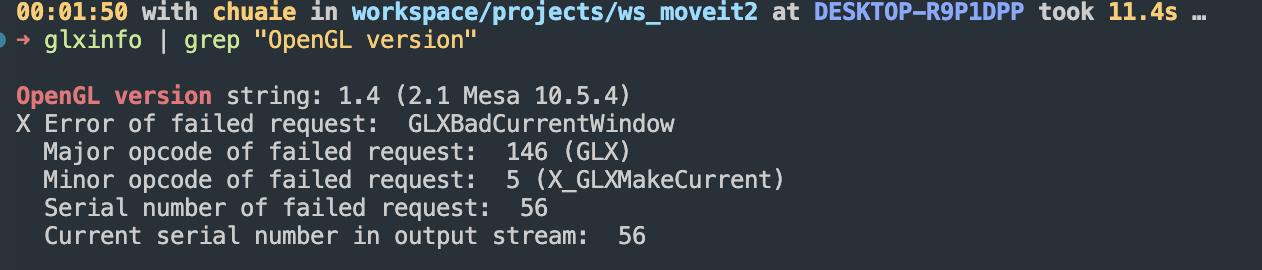 00:01:50 with chuaie in workspace/projects/ws_moveit2 at DESKTOP-R9P1DPP took 11.4s …
➜ glxinfo | grep "OpenGL version"
OpenGL version string: 1.4 (2.1 Mesa 10.5.4)
X Error of failed request:  GLXBadCurrentWindow
  Major opcode of failed request:  146 (GLX)
  Minor opcode of failed request:  5 (X_GLXMakeCurrent)
  Serial number of failed request:  56
  Current serial number in output stream:  56